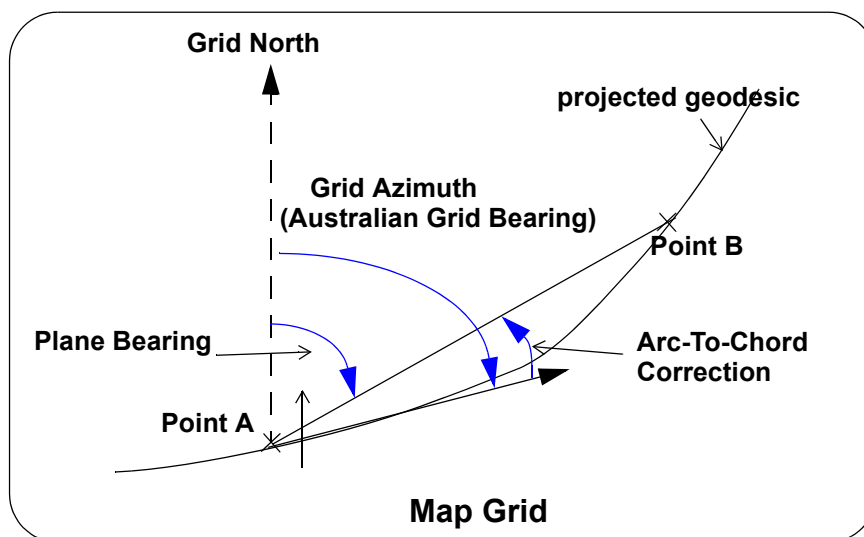 Grid North
projected geodesic
Grid Azimuth
(Australian Grid Bearing)
Point B
Plane Bearing
Arc-To-Chord
Correction
Point A
Map Grid